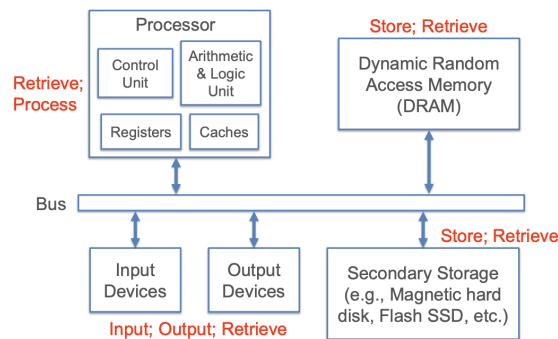 Processor
Control
Unit
Arithmetic
& Logic
Unit
Registers
Caches
Retrieve;
Process
Store; Retrieve
Dynamic Random
Access Memory
(DRAM)
Bus
Input
Devices
Output
Devices
Input; Output; Retrieve
Store; Retrieve
Secondary Storage
(e.g., Magnetic hard
disk, Flash SSD, etc.)